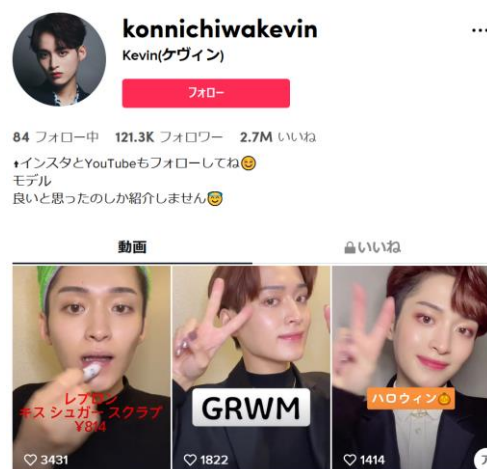 konnichiwakevin
Kevin(ケヴィン)
フォロー
84 フォロー中 121.3K フォロワー 2.7M いいね
⬆インスタとYouTubeもフォローしてね😊
モデル
良いと思ったのしか紹介しません😇
動画
いいね
レブロン
キス シュガー スクラブ
¥814
3431
GRWM
1822
ハロウィン🎃
1414